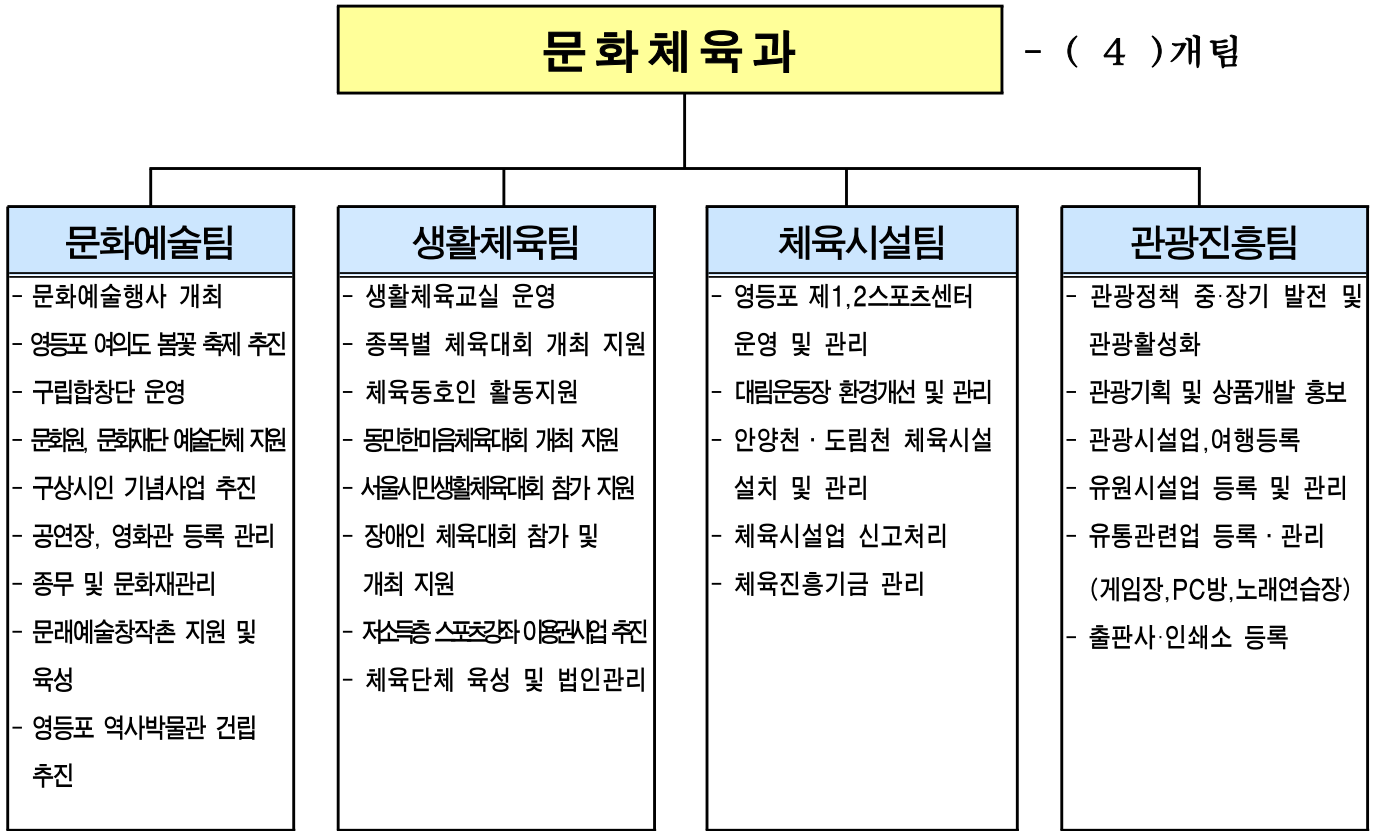 문화체육과
- ( 4 )개팀
문화예술팀
- 문화예술행사 개최
- 영등포 여의도 봄꽃 축제 추진
- 구립합창단 운영
- 문화원, 문화재단 예술단체 지원
- 구상시인 기념사업 추진
- 공연장, 영화관 등록 관리
- 종무 및 문화재관리
- 문래예술창작촌 지원 및
육성
- 영등포 역사박물관 건립
추진
생활체육팀
- 생활체육교실 운영
- 종목별 체육대회 개최 지원
- 체육동호인 활동지원
- 동민한마음체육대회 개최 지원
- 서울시민생활체육대회 참가 지원
- 장애인 체육대회 참가 및
개최 지원
- 저소득층 스포츠강좌 이용권사업 추진
- 체육단체 육성 및 법인관리
체육시설팀
- 영등포 제1,2스포츠센터
운영 및 관리
- 대림운동장 환경개선 및 관리
- 안양천 · 도림천 체육시설
설치 및 관리
- 체육시설업 신고처리
- 체육진흥기금 관리
관광진흥팀
- 관광정책 중·장기 발전 및
관광활성화
- 관광기획 및 상품개발 홍보
- 관광시설업,여행등록
- 유원시설업 등록 및 관리
- 유통관련업 등록 · 관리
(게임장,PC방,노래연습장)
- 출판사·인쇄소 등록